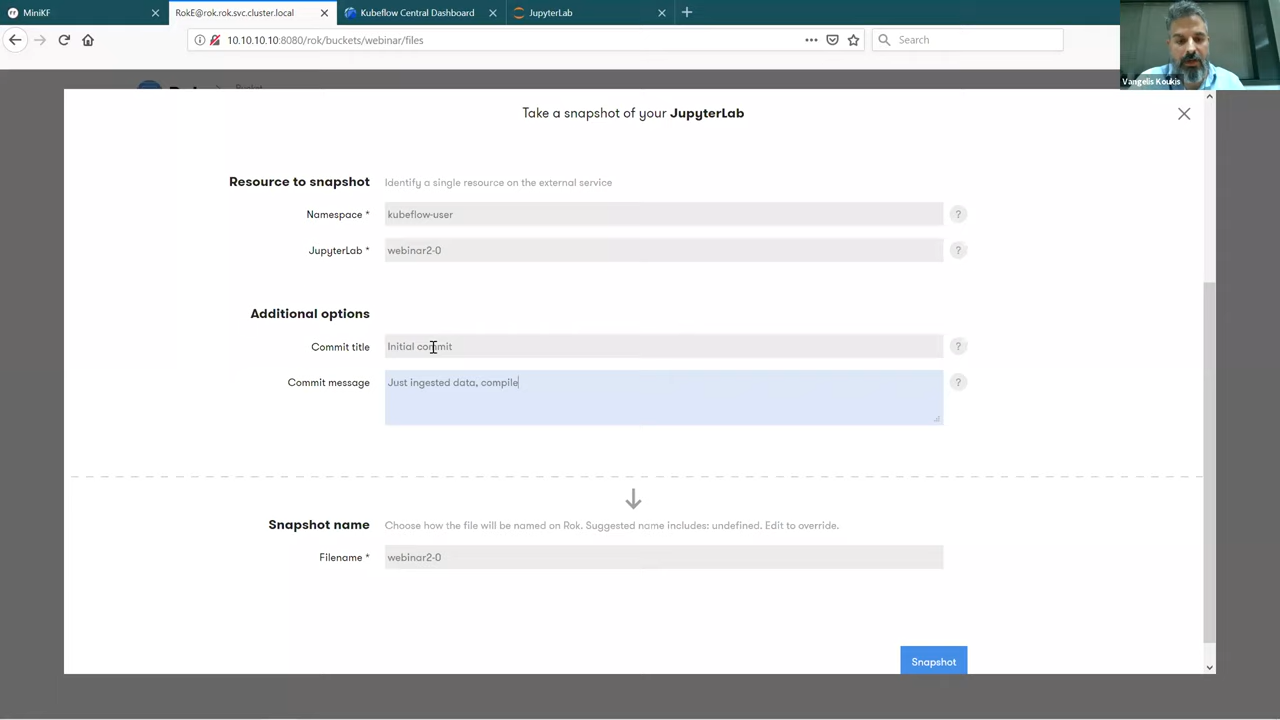 MiniKF
RokE@rok.rok.svc.cluster.local
Kubeflow Central Dashboard
JupyterLab
10.10.10.10:8080/rok/buckets/webinar/files
Search
Vangelis Koukis
Bucket
Take a snapshot of your JupyterLab
Resource to snapshot Identify a single resource on the external service
Namespace * kubeflow-user ?
JupyterLab * webinar2-0 ?
Additional options
Commit title Initial commit ?
Commit message Just ingested data, compile ?
Snapshot name Choose how the file will be named on Rok. Suggested name includes: undefined. Edit to override.
Filename * webinar2-0
Snapshot